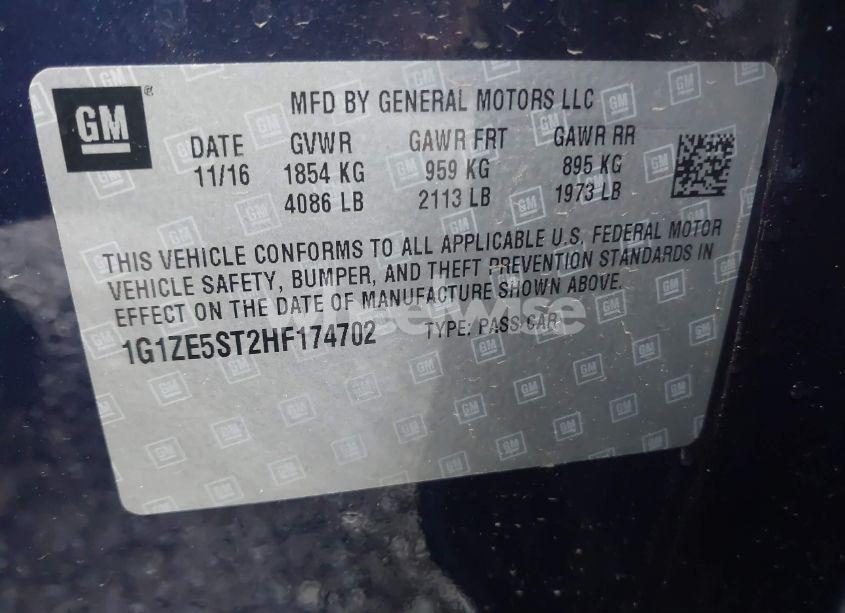 GM
MFD BY GENERAL MOTORS LLC
DATE GVWR GAWR FRT GAWR RR
11/16 1854 KG 959 KG 895 KG
4086 LB 2113 LB 1973 LB
THIS VEHICLE CONFORMS TO ALL APPLICABLE U.S. FEDERAL MOTOR
VEHICLE SAFETY, BUMPER, AND THEFT PREVENTION STANDARDS IN
EFFECT ON THE DATE OF MANUFACTURE SHOWN ABOVE.
1G1ZE5ST2HF174702 TYPE: PASS CAR